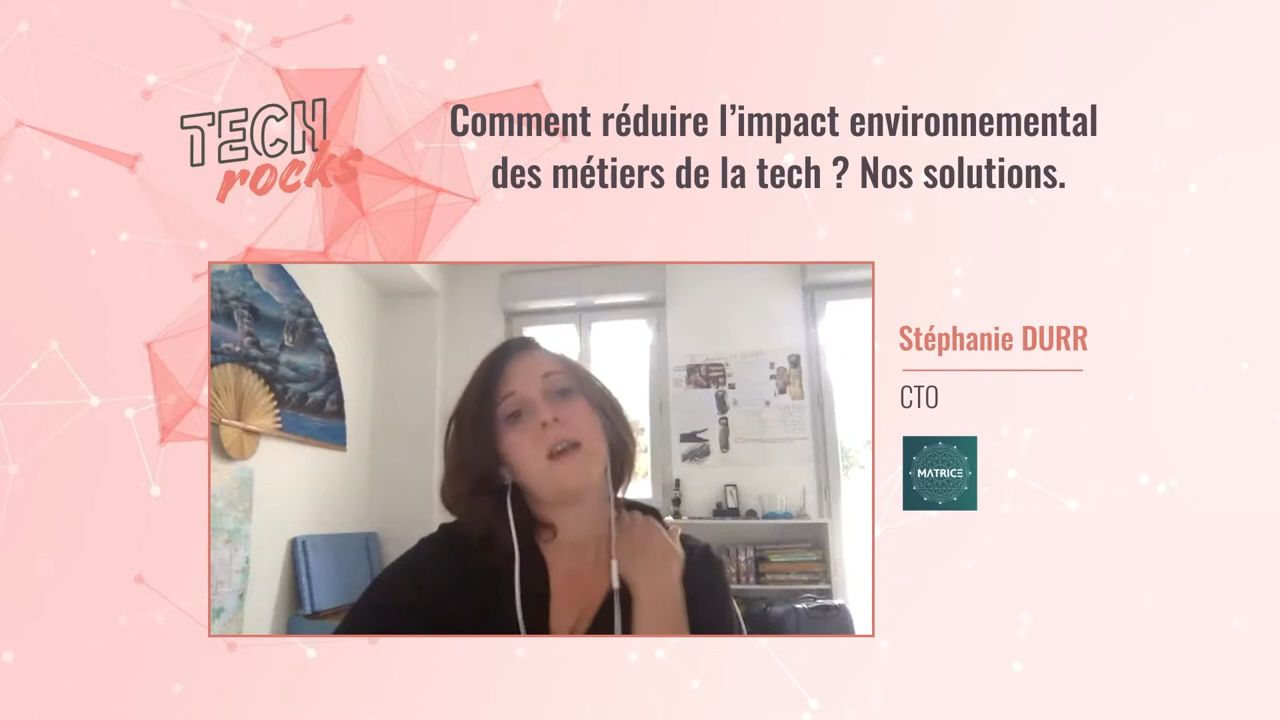 TECH
rocks
Comment réduire l’impact environnemental
des métiers de la tech ? Nos solutions.
Stéphanie DURR
CTO
MATRICE